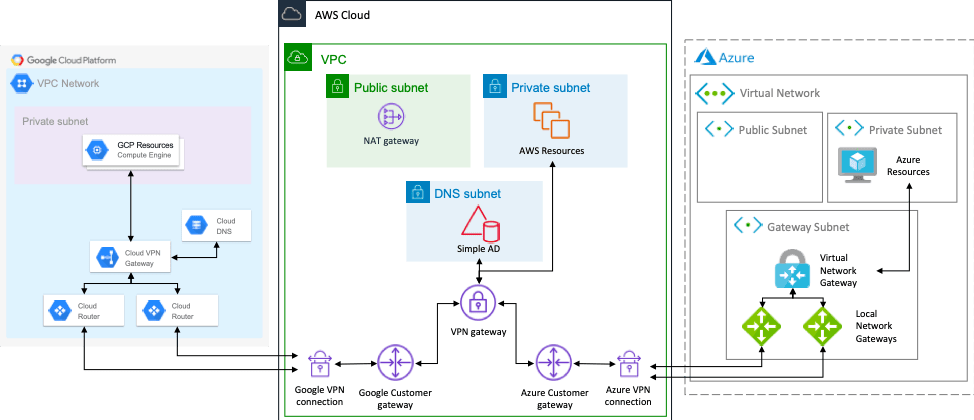 AWS Cloud
Google Cloud Platform
VPC Network
Private subnet
GCP Resources
Compute Engine
Cloud
DNS
Cloud VPN
Gateway
Cloud
Router
Cloud
Router
VPC
Public subnet
NAT gateway
Private subnet
AWS Resources
DNS subnet
Simple AD
VPN gateway
Google VPN
connection
Google Customer
gateway
Azure Customer
gateway
Azure VPN
connection
Azure
Virtual Network
Public Subnet
Private Subnet
Azure
Resources
Gateway Subnet
Virtual
Network
Gateway
Local
Network
Gateways